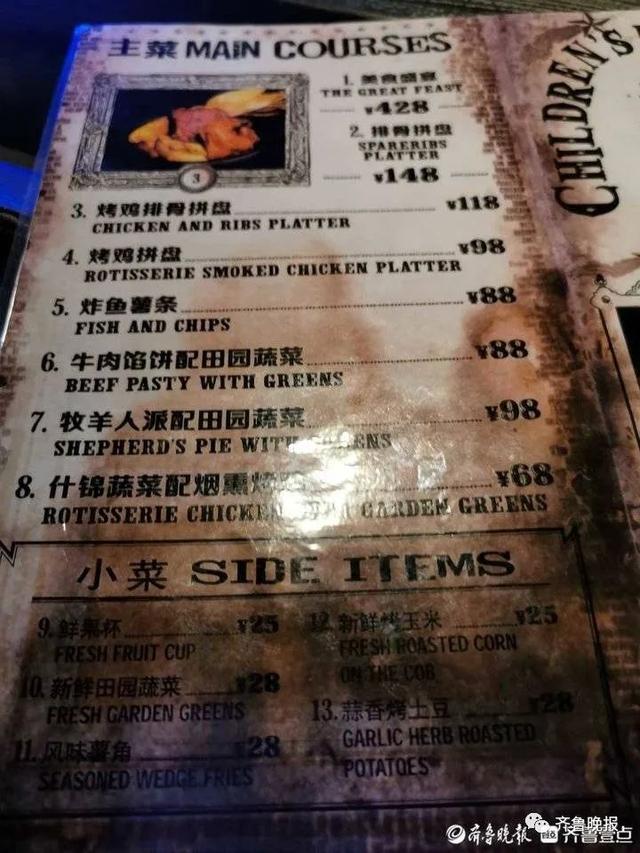 主菜 MAIN COURSES
1. 美食盛宴
THE GREAT FEAST
¥428
2. 排骨拼盘
SPARERIBS
PLATTER
¥148
3
3. 烤鸡排骨拼盘 ¥118
CHICKEN AND RIBS PLATTER
4. 烤鸡拼盘 ¥98
ROTISSERIE SMOKED CHICKEN PLATTER
5. 炸鱼薯条 ¥88
FISH AND CHIPS
6. 牛肉馅饼配田园蔬菜 ¥88
BEEF PASTY WITH GREENS
7. 牧羊人派配田园蔬菜 ¥98
SHEPHERD'S PIE WITH GREENS
8. 什锦蔬菜配烟熏 ¥68
ROTISSERIE CHICKEN GARDEN GREENS
CHILDREN'S
小菜 SIDE ITEMS
9. 鲜果杯 ¥25
FRESH FRUIT CUP
10. 新鲜田园蔬菜 ¥28
FRESH GARDEN GREENS
11. 风味薯角 ¥28
SEASONED WEDGE FRIES
12. 新鲜烤玉米 ¥25
FRESH ROASTED CORN
ON THE COB
13. 蒜香烤土豆 ¥28
GARLIC HERB ROASTED
POTATOES
齐鲁晚报
齐鲁晚报 齐鲁壹点